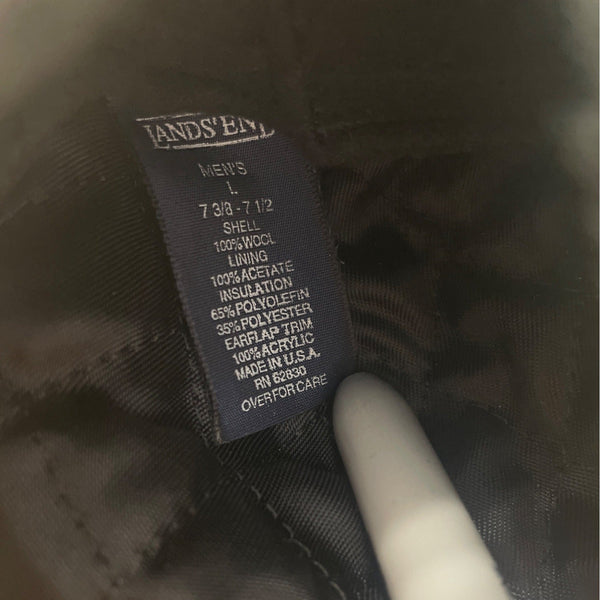 LANDS' END
MEN'S
L
7 3/8 - 7 1/2
SHELL
100% WOOL
LINING
100% ACETATE
INSULATION
65% POLYOLEFIN
35% POLYESTER
EARFLAP TRIM
100% ACRYLIC
MADE IN U.S.A.
RN 62830
OVER FOR CARE